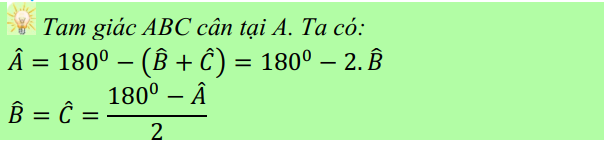 Tam giác ABC cân tại A. Ta có:
Â = 180⁰ − (B̂ + Ĉ) = 180⁰ − 2. B̂
B̂ = Ĉ = (180⁰ − Â)/2